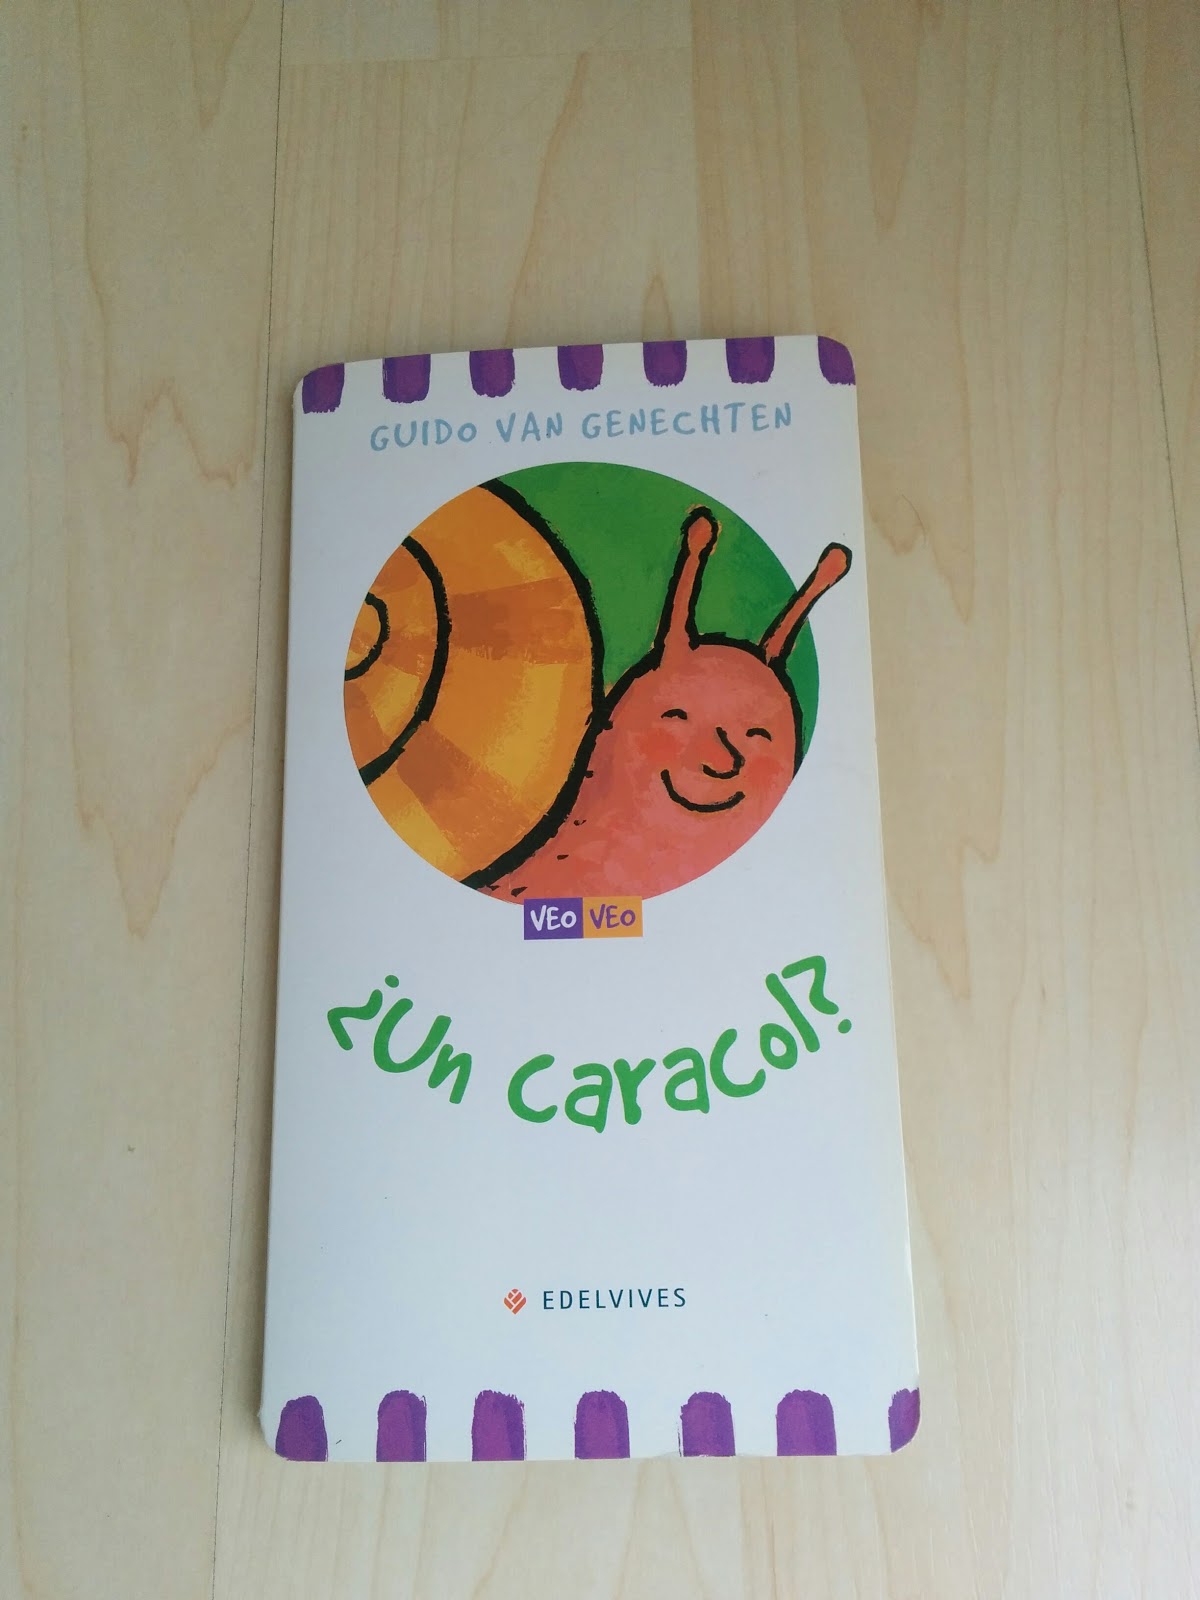 GUIDO VAN GENECHTEN
VEO VEO
¿Un caracol?
EDELVIVES